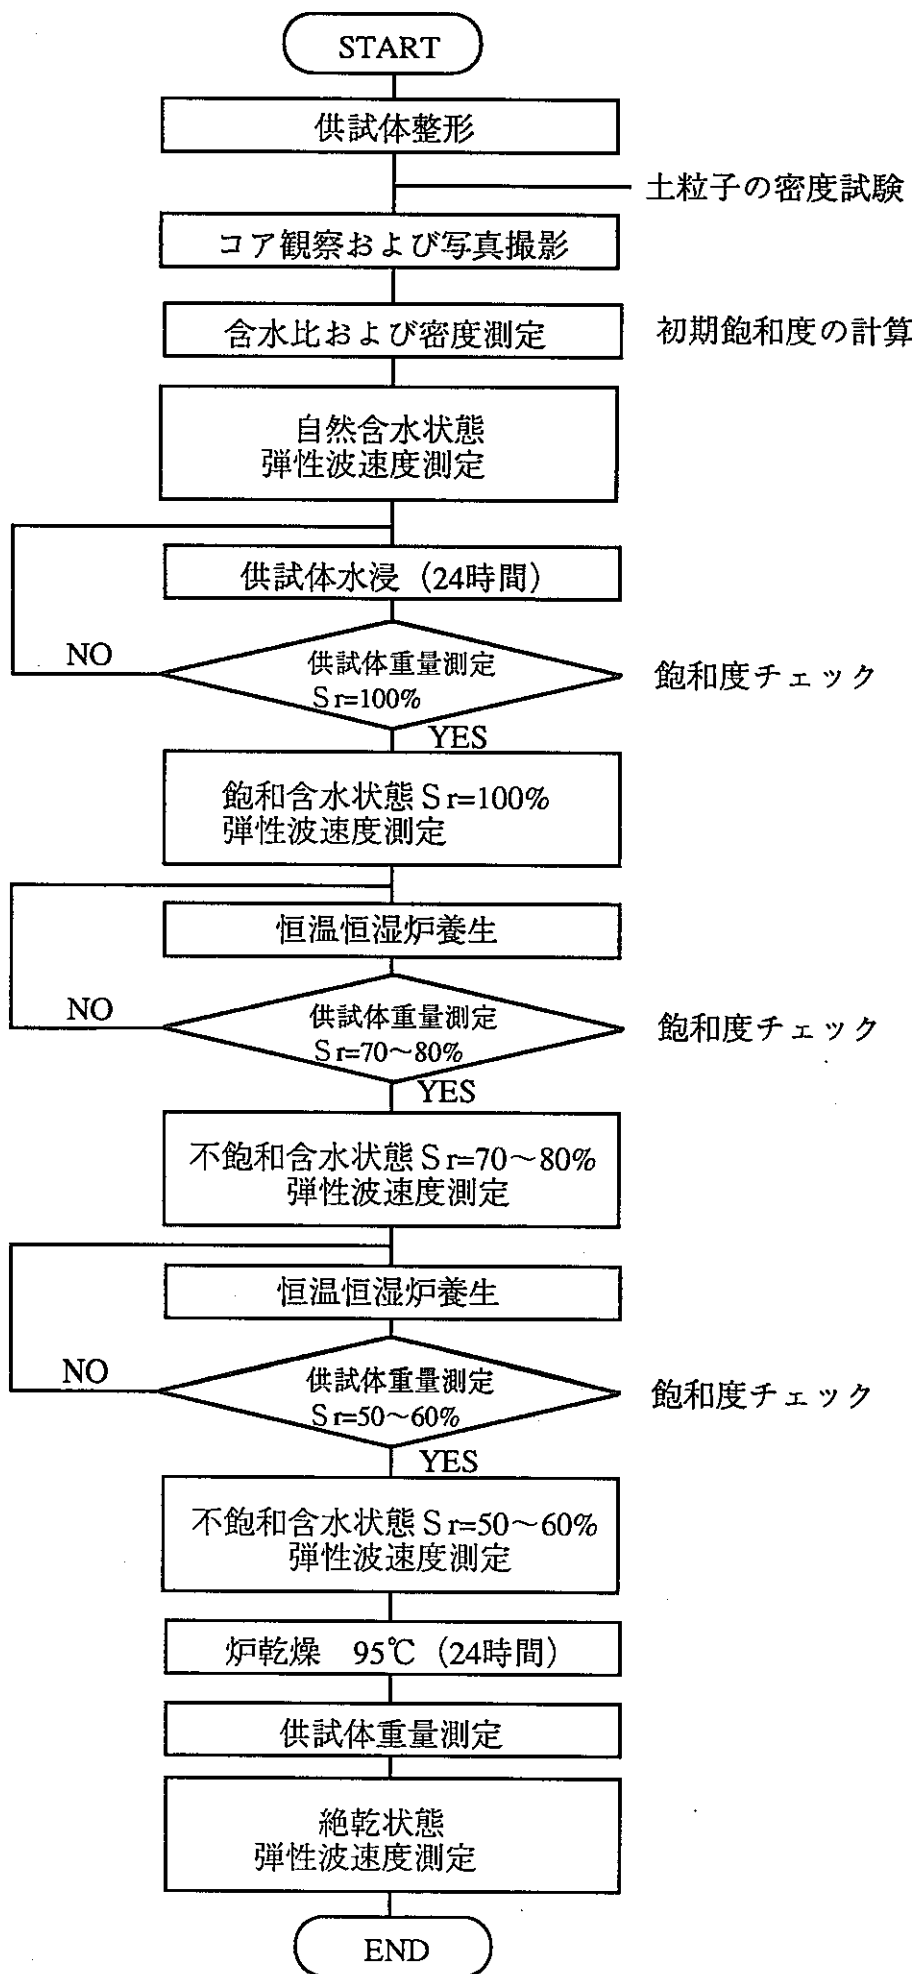 START
供試体整形
土粒子の密度試験
コア観察および写真撮影
含水比および密度測定
初期飽和度の計算
自然含水状態
弾性波速度測定
供試体水浸（24時間）
NO
供試体重量測定
Ｓr=100%
飽和度チェック
YES
飽和含水状態Ｓr=100%
弾性波速度測定
恒温恒湿炉養生
NO
供試体重量測定
Ｓr=70～80%
飽和度チェック
YES
不飽和含水状態Ｓr=70～80%
弾性波速度測定
恒温恒湿炉養生
NO
供試体重量測定
Ｓr=50～60%
飽和度チェック
YES
不飽和含水状態Ｓr=50～60%
弾性波速度測定
炉乾燥　95℃（24時間）
供試体重量測定
絶乾状態
弾性波速度測定
END